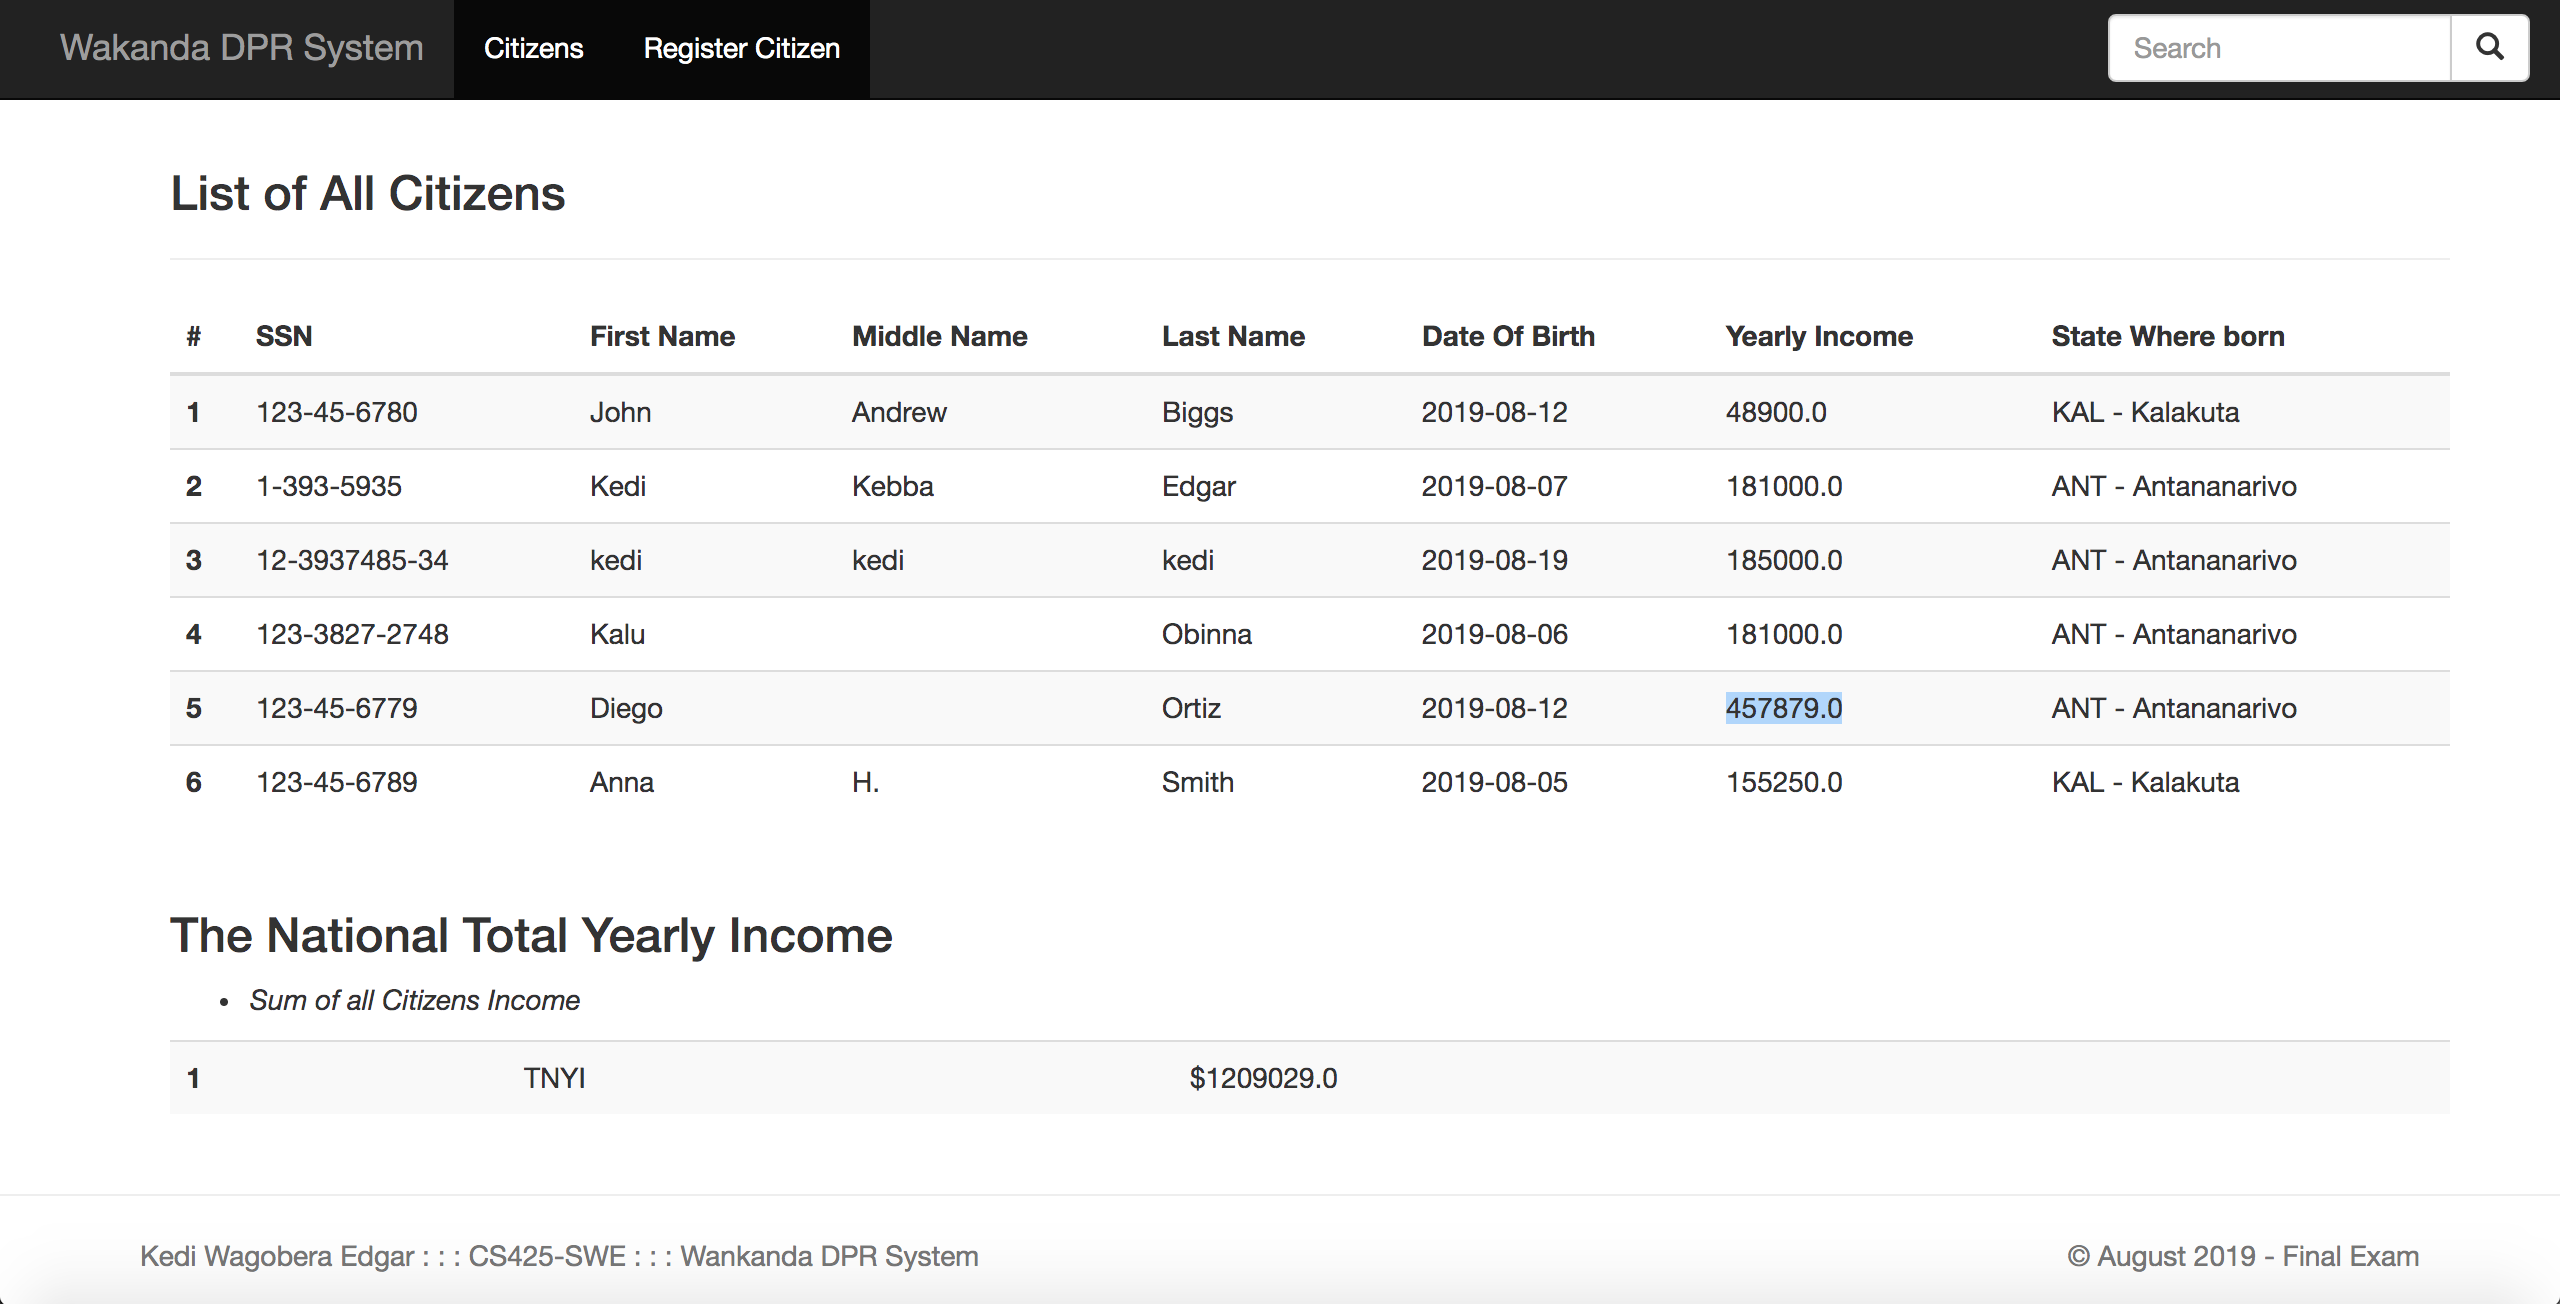 Wakanda DPR System Citizens Register Citizen Search
List of All Citizens
# SSN First Name Middle Name Last Name Date Of Birth Yearly Income State Where born
1 123-45-6780 John Andrew Biggs 2019-08-12 48900.0 KAL - Kalakuta
2 1-393-5935 Kedi Kebba Edgar 2019-08-07 181000.0 ANT - Antananarivo
3 12-3937485-34 kedi kedi kedi 2019-08-19 185000.0 ANT - Antananarivo
4 123-3827-2748 Kalu Obinna 2019-08-06 181000.0 ANT - Antananarivo
5 123-45-6779 Diego Ortiz 2019-08-12 457879.0 ANT - Antananarivo
6 123-45-6789 Anna H. Smith 2019-08-05 155250.0 KAL - Kalakuta
The National Total Yearly Income
• Sum of all Citizens Income
1 TNYI $1209029.0
Kedi Wagobera Edgar : : : CS425-SWE : : : Wankanda DPR System © August 2019 - Final Exam